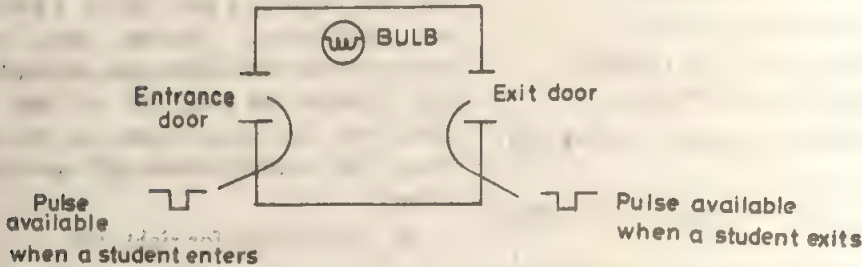 BULB
Entrance
door
Exit door
Pulse
available
when a student enters
Pulse available
when a student exits